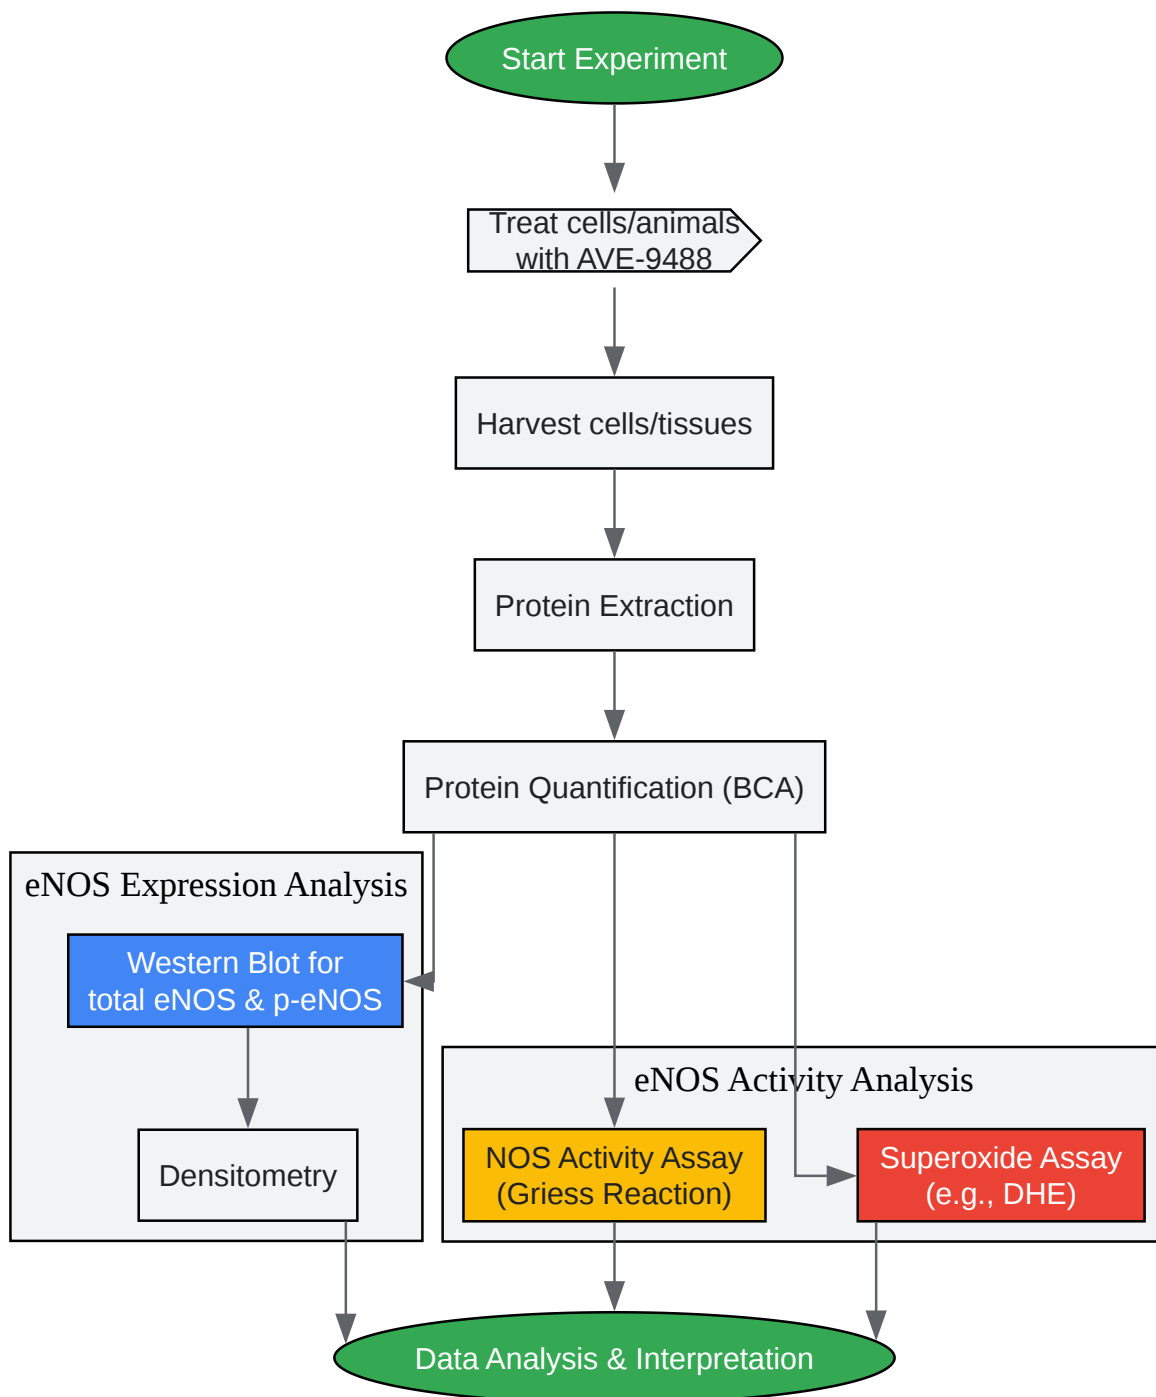 Start Experiment
Treat cells/animals
with AVE-9488
Harvest cells/tissues
Protein Extraction
Protein Quantification (BCA)
eNOS Expression Analysis
Western Blot for
total eNOS & p-eNOS
Densitometry
eNOS Activity Analysis
NOS Activity Assay
(Griess Reaction)
Superoxide Assay
(e.g., DHE)
Data Analysis & Interpretation